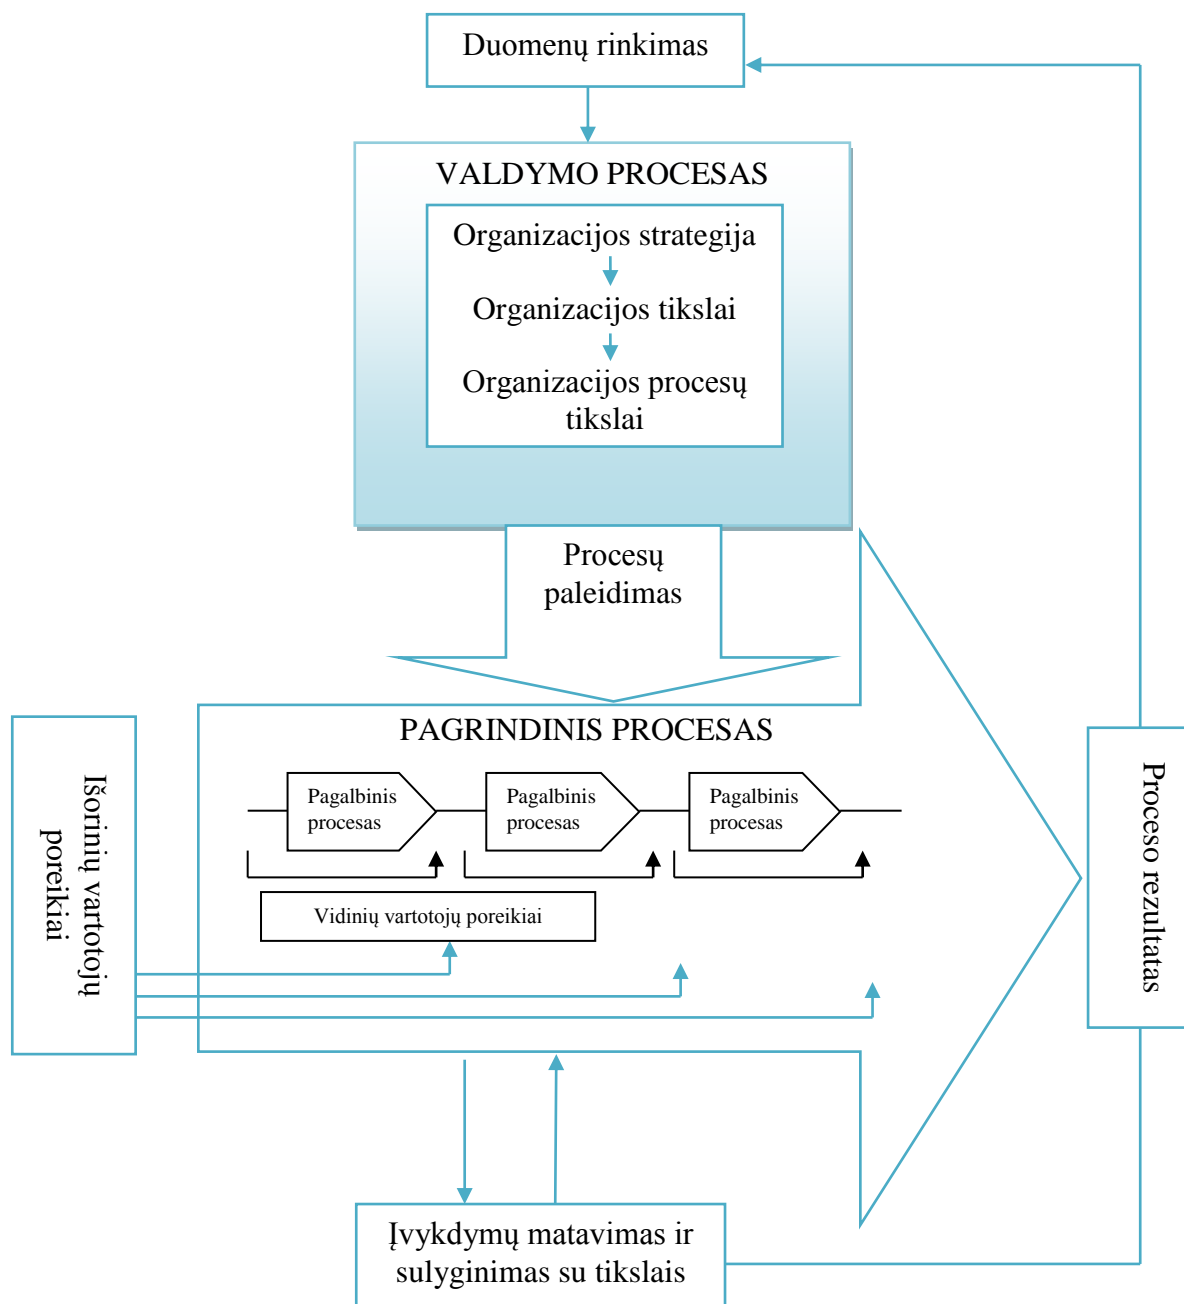 Duomenų rinkimas
VALDYMO PROCESAS
Organizacijos strategija
Organizacijos tikslai
Organizacijos procesų
tikslai
Procesų
paleidimas
PAGRINDINIS PROCESAS
Pagalbinis
procesas
Pagalbinis
procesas
Pagalbinis
procesas
Vidinių vartotojų poreikiai
Išorinių vartotojų
poreikiai
Proceso rezultatas
Įvykdymų matavimas ir
sulyginimas su tikslais